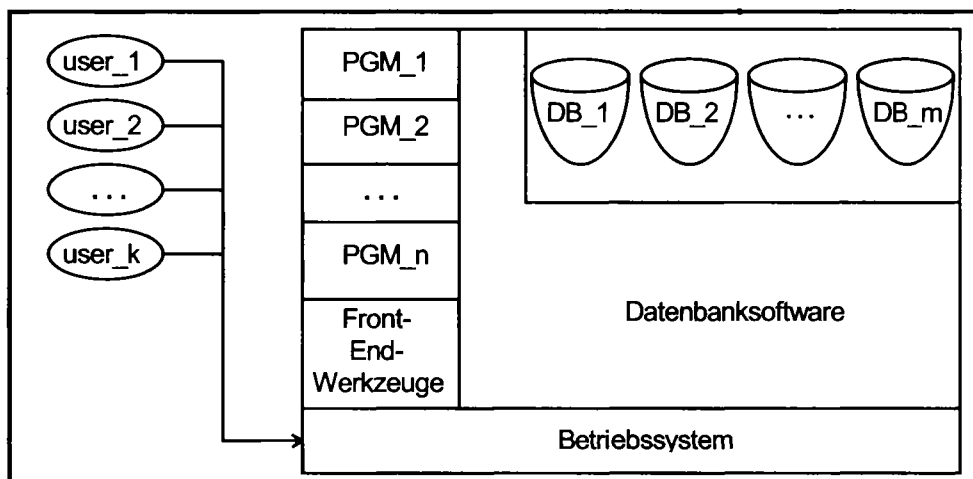 user_1
user_2
...
user_k
PGM_1
PGM_2
...
PGM_n
Front-
End-
Werkzeuge
DB_1
DB_2
...
DB_m
Datenbanksoftware
Betriebssystem